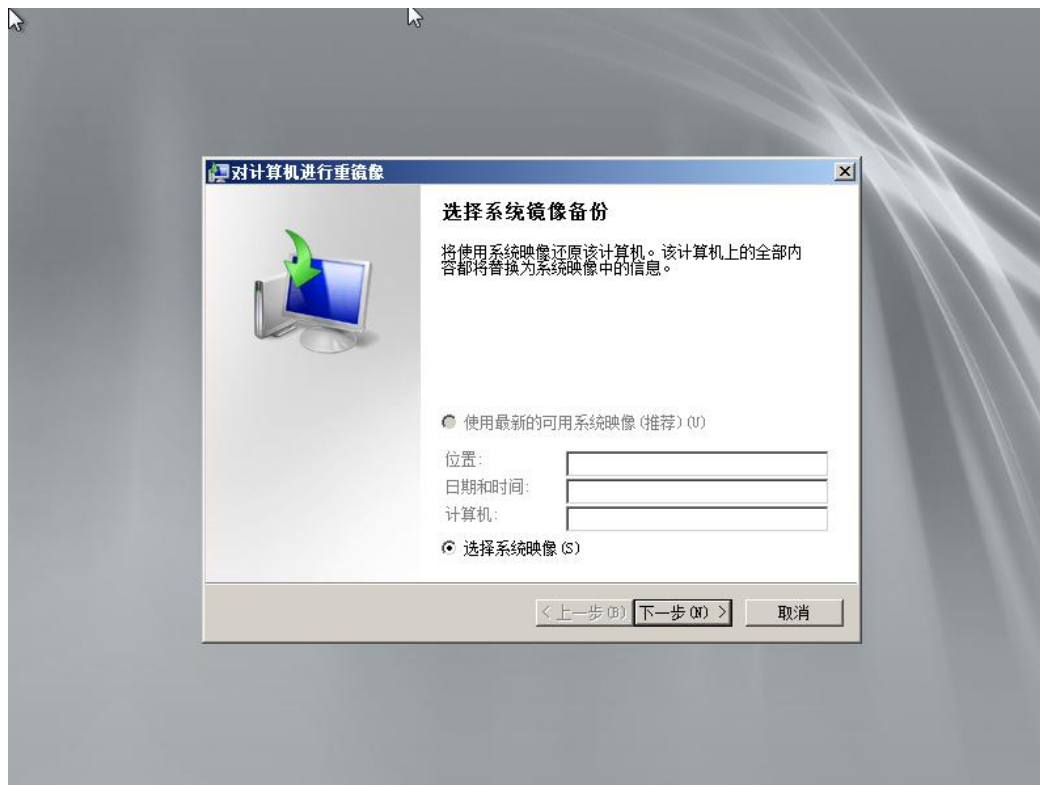 对计算机进行重镜像
选择系统镜像备份
将使用系统映像还原该计算机。该计算机上的全部内
容都将替换为系统映像中的信息。
使用最新的可用系统映像(推荐)(U)
位置:
日期和时间:
计算机:
选择系统映像(S)
< 上一步(B) 下一步(N) > 取消